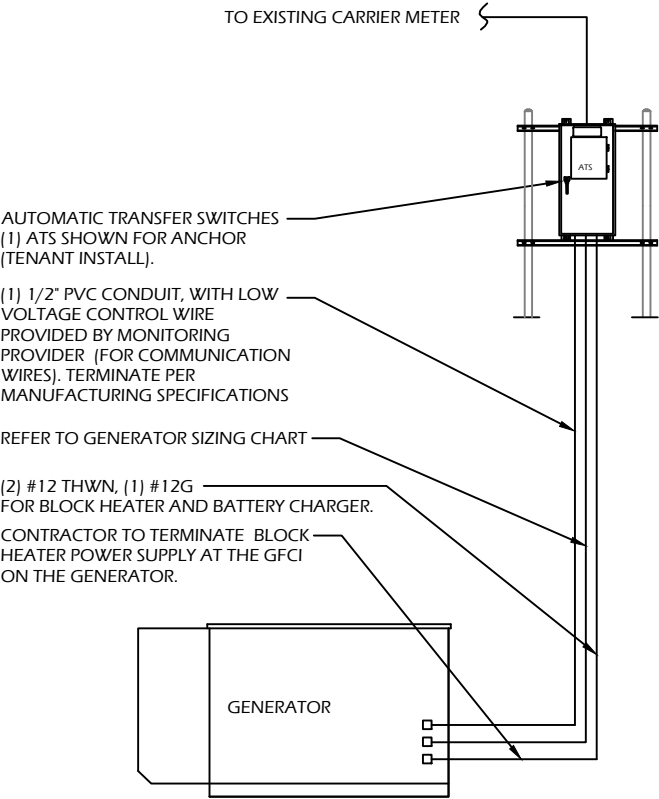 TO EXISTING CARRIER METER
ATS
AUTOMATIC TRANSFER SWITCHES
(1) ATS SHOWN FOR ANCHOR
(TENANT INSTALL).
(1) 1/2" PVC CONDUIT, WITH LOW
VOLTAGE CONTROL WIRE
PROVIDED BY MONITORING
PROVIDER (FOR COMMUNICATION
WIRES). TERMINATE PER
MANUFACTURING SPECIFICATIONS
REFER TO GENERATOR SIZING CHART
(2) #12 THWN, (1) #12G
FOR BLOCK HEATER AND BATTERY CHARGER.
CONTRACTOR TO TERMINATE BLOCK
HEATER POWER SUPPLY AT THE GFCI
ON THE GENERATOR.
GENERATOR